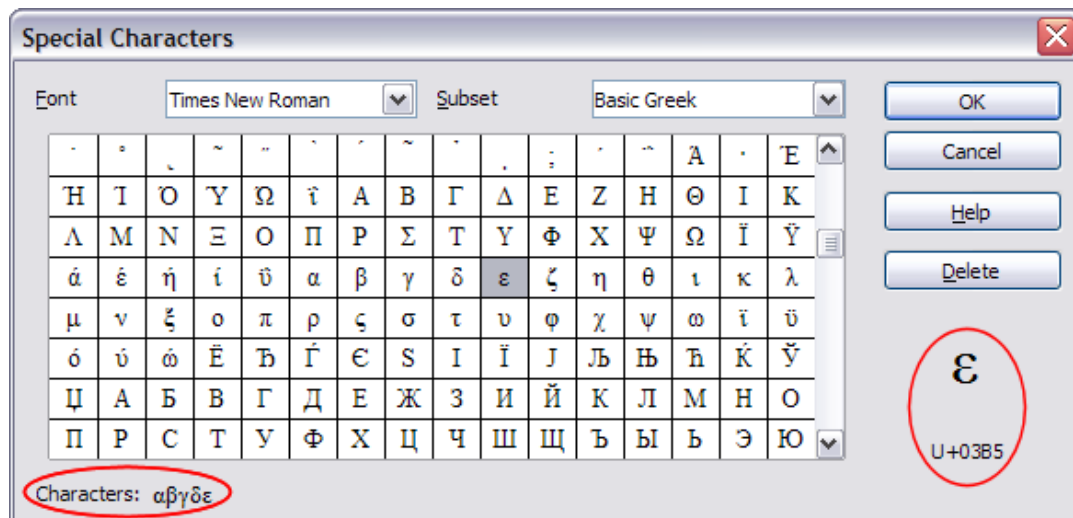 Special Characters
Font Times New Roman Subset Basic Greek OK
˙ ˚ ˛ ˜ ˝ ` ´ ῀ ͺ ; ΄ ΅ Ά · Έ Cancel
Ή Ί Ό Ύ Ώ ΐ Α Β Γ Δ Ε Ζ Η Θ Ι Κ Help
Λ Μ Ν Ξ Ο Π Ρ Σ Τ Υ Φ Χ Ψ Ω Ϊ Ϋ
ά έ ή ί ΰ α β γ δ ε ζ η θ ι κ λ Delete
μ ν ξ ο π ρ ς σ τ υ φ χ ψ ω ϊ ϋ
ό ύ ώ Ё Ђ Ѓ Є Ѕ І Ї Ј Љ Њ Ћ Ќ Ў
Џ А Б В Г Д Е Ж З И Й К Л М Н О
П Р С Т У Ф Х Ц Ч Ш Щ Ъ Ы Ь Э Ю
ε
U+03B5
Characters: αβγδε